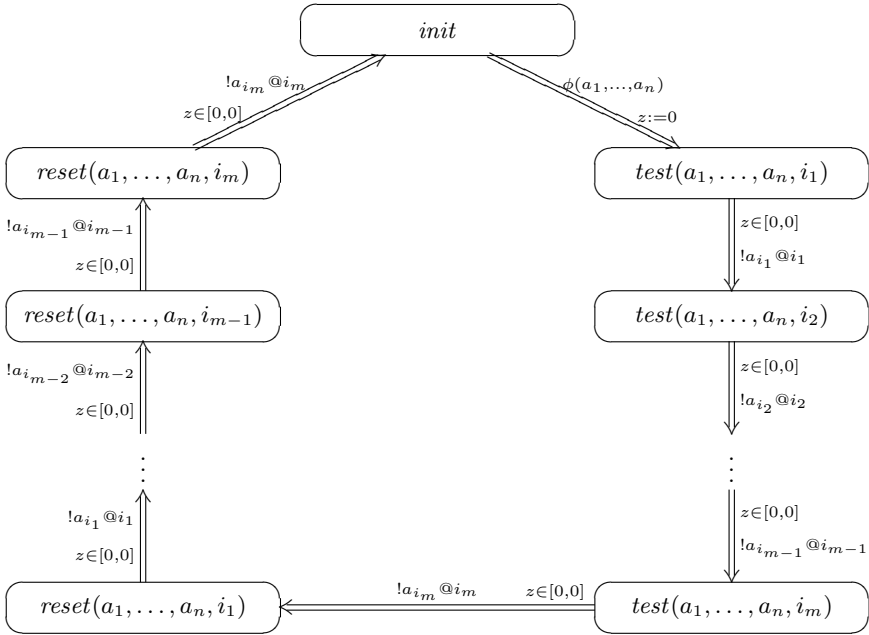 init
!a_{i_m}@i_m
z∈[0,0]
ϕ(a_1,...,a_n)
z:=0
reset(a_1, . . . , a_n, i_m)
test(a_1, . . . , a_n, i_1)
!a_{i_{m−1}}@i_{m−1}
z∈[0,0]
z∈[0,0]
!a_{i_1}@i_1
reset(a_1, . . . , a_n, i_{m−1})
test(a_1, . . . , a_n, i_2)
!a_{i_{m−2}}@i_{m−2}
z∈[0,0]
z∈[0,0]
!a_{i_2}@i_2
⋮
⋮
!a_{i_1}@i_1
z∈[0,0]
z∈[0,0]
!a_{i_{m−1}}@i_{m−1}
reset(a_1, . . . , a_n, i_1)
!a_{i_m}@i_m
z∈[0,0]
test(a_1, . . . , a_n, i_m)